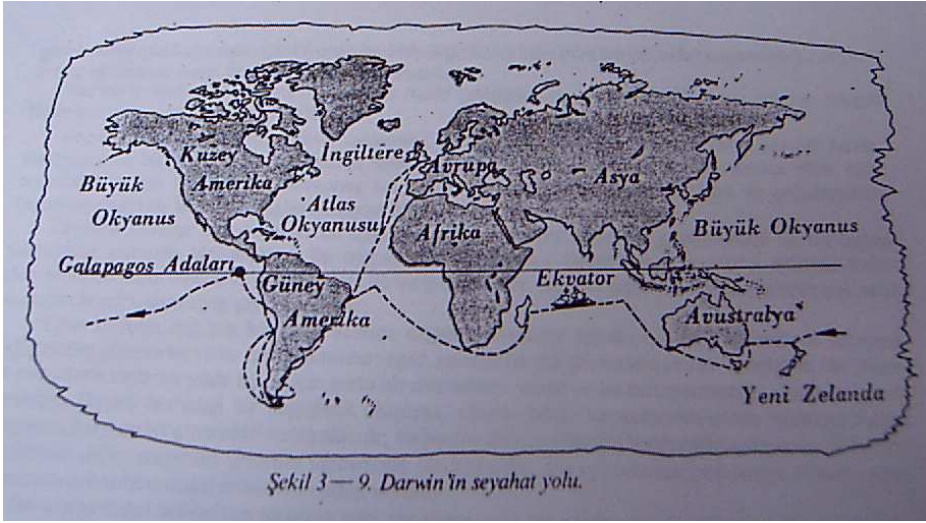 Kuzey
Amerika
İngiltere
Avrupa
Asya
Büyük
Okyanus
Atlas
Okyanusu
Afrika
Büyük Okyanus
Galapagos Adaları
Güney
Amerika
Ekvator
Avustralya
Yeni Zelanda
Şekil 3 — 9. Darwin'in seyahat yolu.